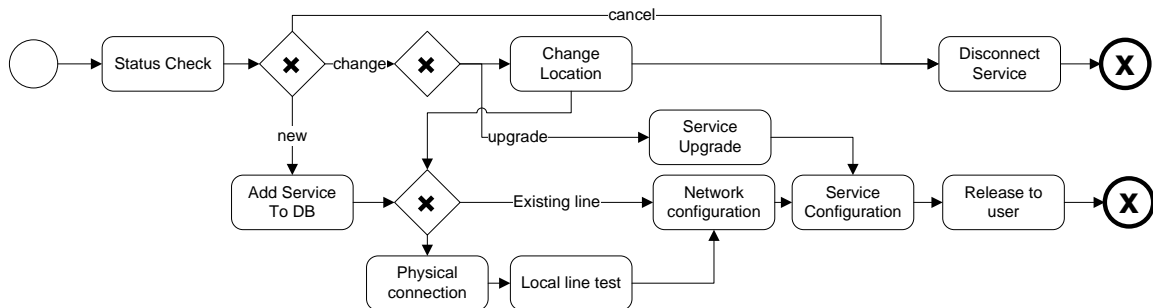 cancel
Status Check
change
Change
Location
Disconnect
Service
X
new
upgrade
Service
Upgrade
Add Service
To DB
Existing line
Network
configuration
Service
Configuration
Release to
user
X
Physical
connection
Local line test